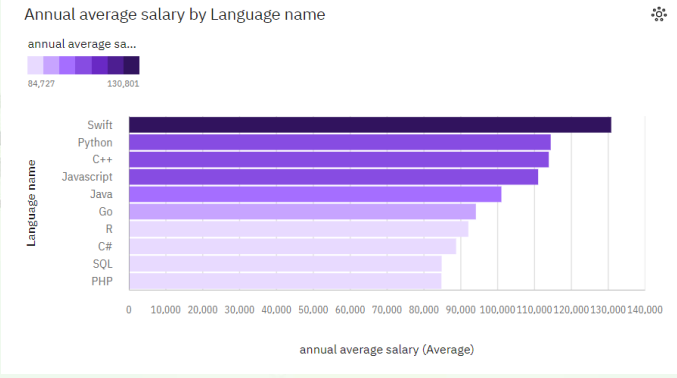 Annual average salary by Language name
annual average sa...
84,727 130,801
Language name
Swift
Python
C++
Javascript
Java
Go
R
C#
SQL
PHP
0 10,000 20,000 30,000 40,000 50,000 60,000 70,000 80,000 90,000 100,000 110,000 120,000 130,000 140,000
annual average salary (Average)